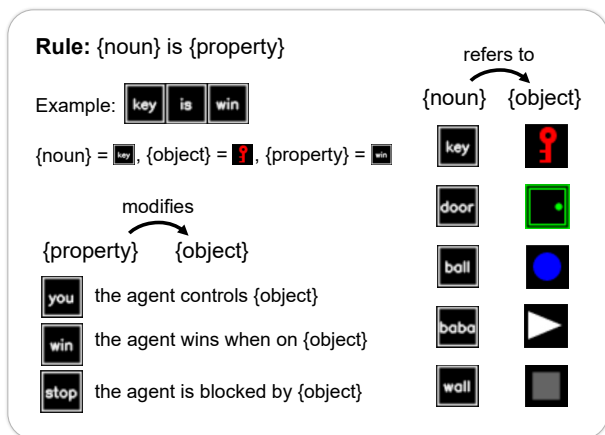 Rule: {noun} is {property}
Example: key is win
{noun} = key, {object} = , {property} = win
modifies
{property} {object}
you the agent controls {object}
win the agent wins when on {object}
stop the agent is blocked by {object}
refers to
{noun} {object}
key
door
ball
baba
wall